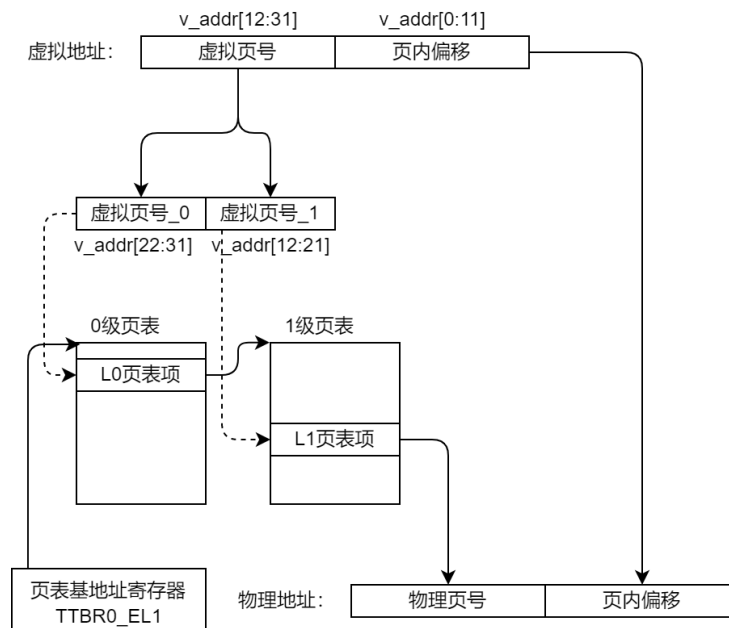 v_addr[12:31]
v_addr[0:11]
虚拟地址：
虚拟页号
页内偏移
虚拟页号_0
虚拟页号_1
v_addr[22:31]
v_addr[12:21]
0级页表
1级页表
L0页表项
L1页表项
页表基地址寄存器
TTBR0_EL1
物理地址：
物理页号
页内偏移